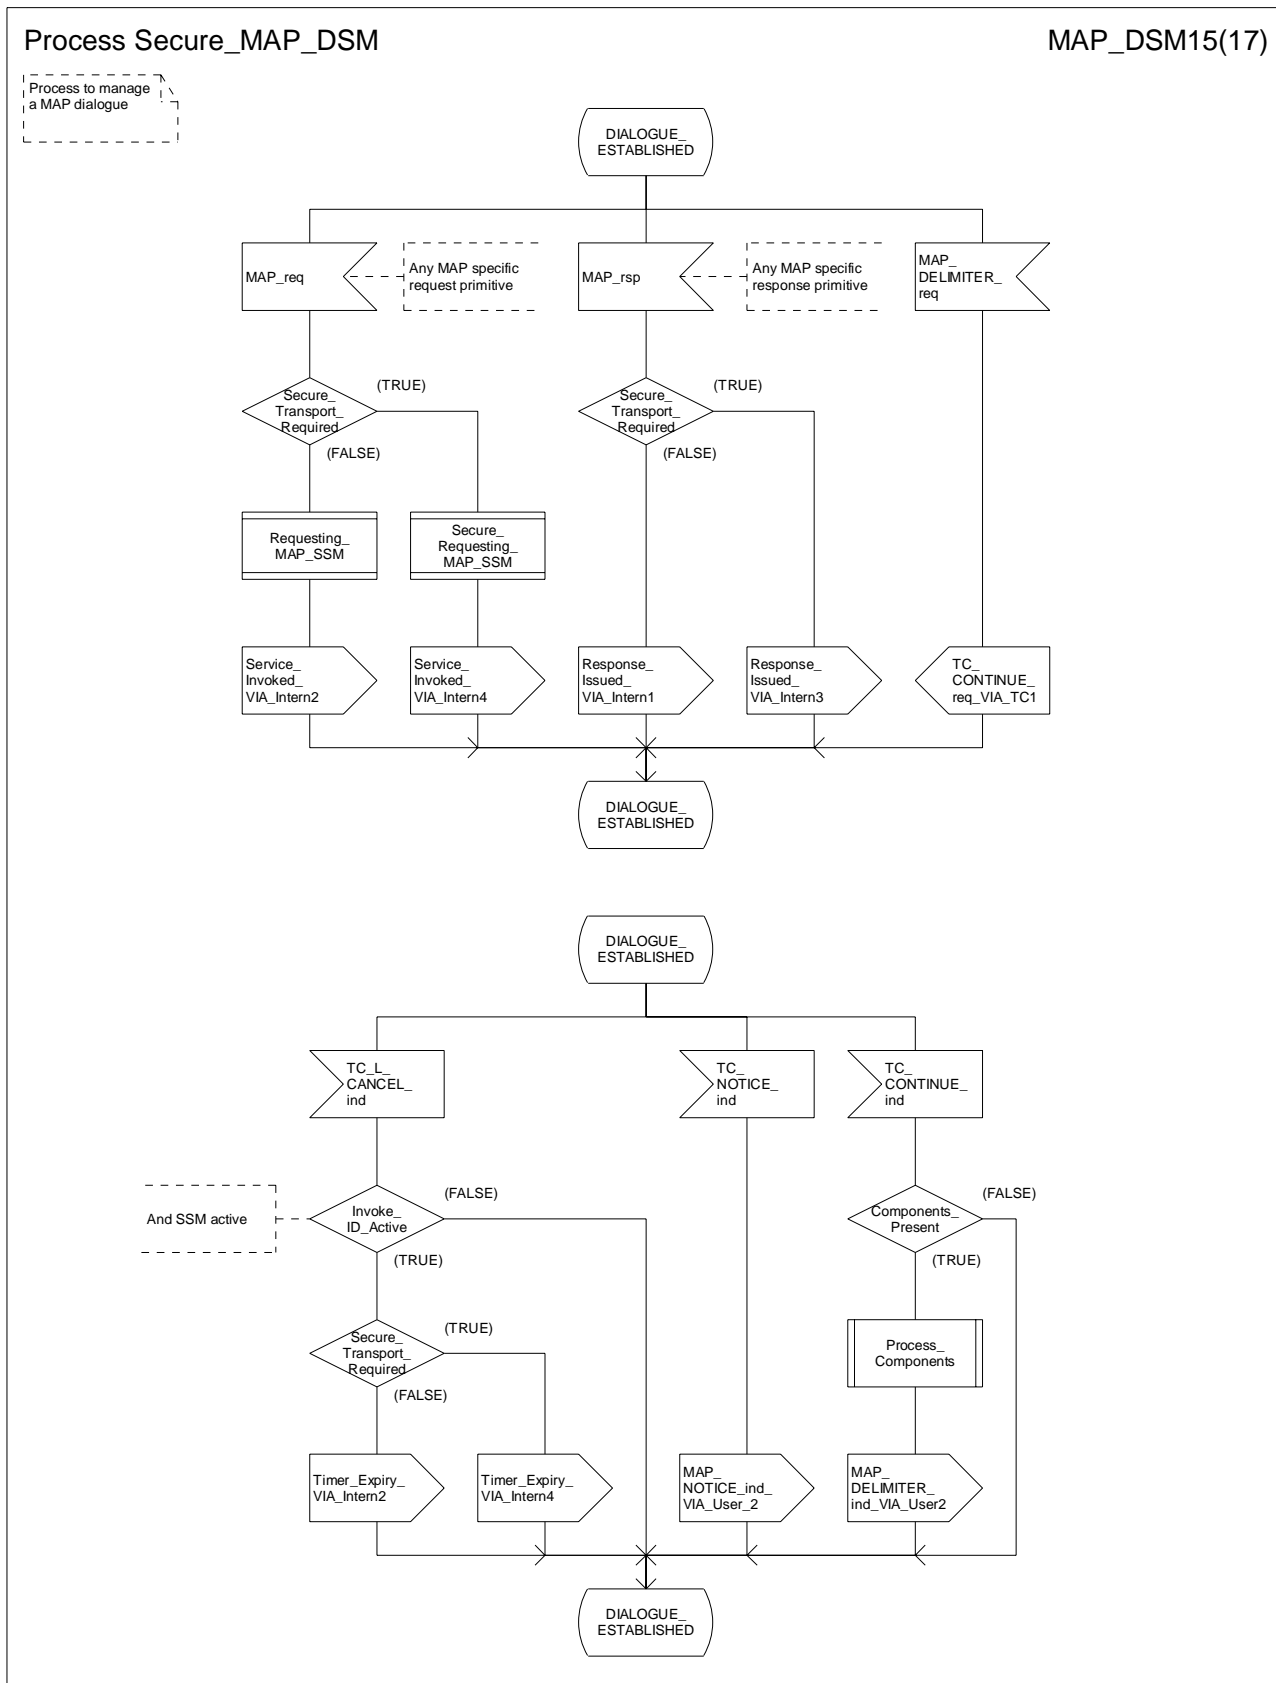 Process Secure_MAP_DSM
MAP_DSM15(17)
Process to manage
a MAP dialogue
DIALOGUE_
ESTABLISHED
MAP_req
Any MAP specific
request primitive
MAP_rsp
Any MAP specific
response primitive
MAP_
DELIMITER_
req
Secure_
Transport_
Required
(TRUE)
(FALSE)
Secure_
Transport_
Required
(TRUE)
(FALSE)
Requesting_
MAP_SSM
Secure_
Requesting_
MAP_SSM
Service_
Invoked_
VIA_Intern2
Service_
Invoked_
VIA_Intern4
Response_
Issued_
VIA_Intern1
Response_
Issued_
VIA_Intern3
TC_
CONTINUE_
req_VIA_TC1
DIALOGUE_
ESTABLISHED
DIALOGUE_
ESTABLISHED
TC_L_
CANCEL_
ind
TC_
NOTICE_
ind
TC_
CONTINUE_
ind
And SSM active
Invoke_
ID_Active
(FALSE)
(TRUE)
Components_
Present
(FALSE)
(TRUE)
Secure_
Transport_
Required
(TRUE)
(FALSE)
Process_
Components
Timer_Expiry_
VIA_Intern2
Timer_Expiry_
VIA_Intern4
MAP_
NOTICE_ind_
VIA_User_2
MAP_
DELIMITER_
ind_VIA_User2
DIALOGUE_
ESTABLISHED